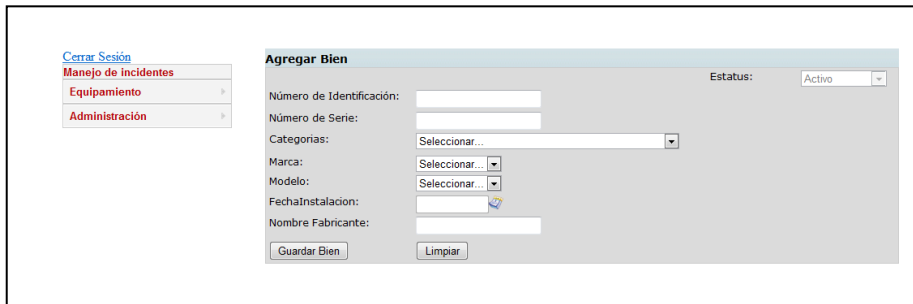 Cerrar Sesión
Manejo de incidentes
Equipamiento
Administración
Agregar Bien
Estatus: Activo
Número de Identificación:
Número de Serie:
Categorias: Seleccionar...
Marca: Seleccionar...
Modelo: Seleccionar...
FechaInstalacion:
Nombre Fabricante:
Guardar Bien Limpiar